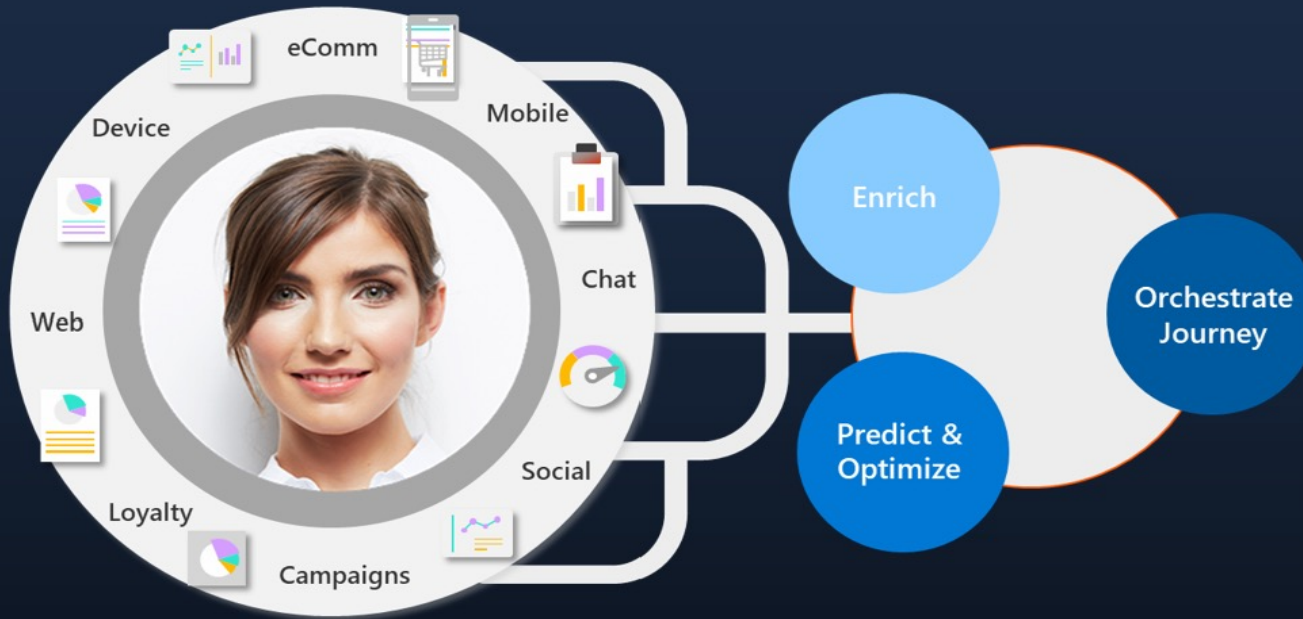 eComm
Mobile
Device
Enrich
Chat
Orchestrate
Journey
Web
Predict &
Optimize
Social
Loyalty
Campaigns